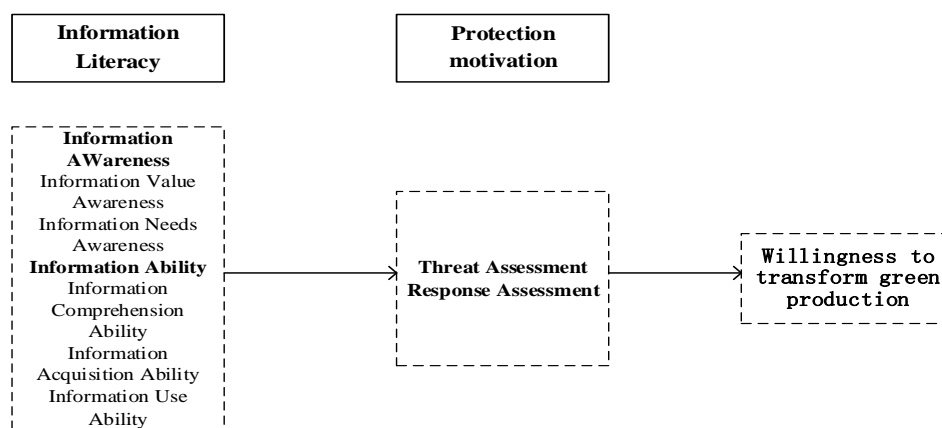 Information
Literacy
Protection
motivation
Information
AWareness
Information Value
Awareness
Information Needs
Awareness
Information Ability
Information
Comprehension
Ability
Information
Acquisition Ability
Information Use
Ability
Threat Assessment
Response Assessment
Willingness to
transform green
production